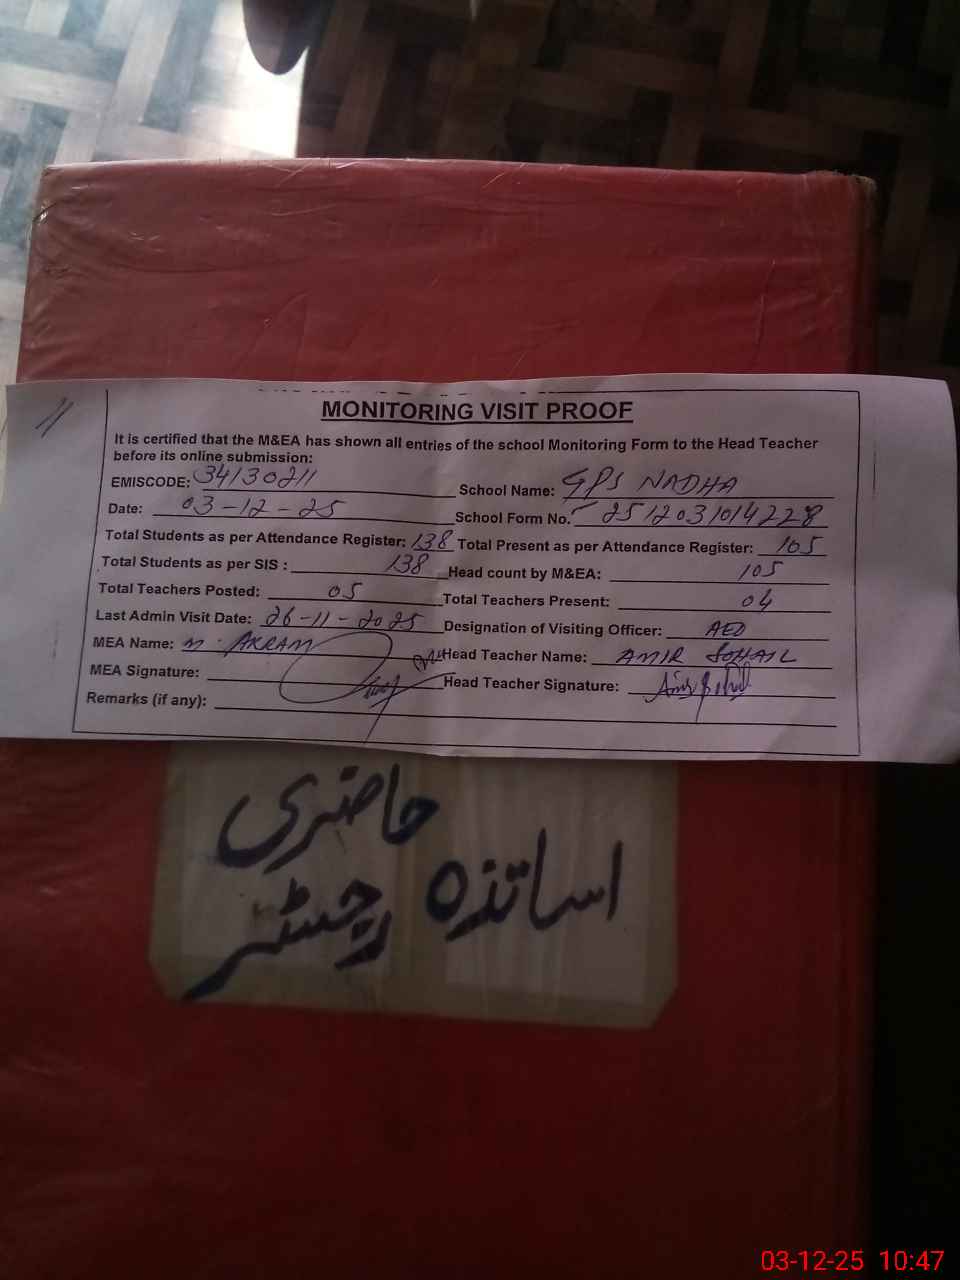 11
MONITORING VISIT PROOF
It is certified that the M&EA has shown all entries of the school Monitoring Form to the Head Teacher
before its online submission:
EMISCODE: 34130211 School Name: GPS NADHA
Date: 03-12-25 School Form No. 2512031014228
Total Students as per Attendance Register: 138 Total Present as per Attendance Register: 105
Total Students as per SIS : 138 Head count by M&EA: 105
Total Teachers Posted: 05 Total Teachers Present: 04
Last Admin Visit Date: 26-11-2025 Designation of Visiting Officer: AEO
MEA Name: M. AKRAM Head Teacher Name: AMIR SOHAIL
MEA Signature: Head Teacher Signature:
Remarks (if any):
حاضری
اساتذہ رجسٹر
03-12-25 10:47